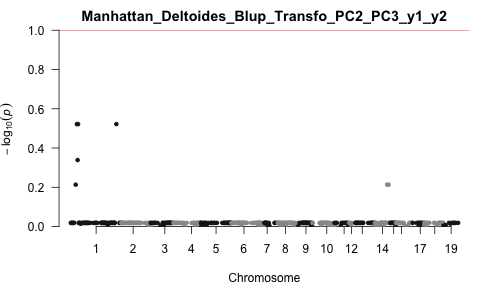 Manhattan_Deltoides_Blup_Transfo_PC2_PC3_y1_y2
1.0
0.8
0.6
0.4
0.2
0.0
− log10(p)
1 2 3 4 5 6 7 8 9 10 12 14 17 19
Chromosome